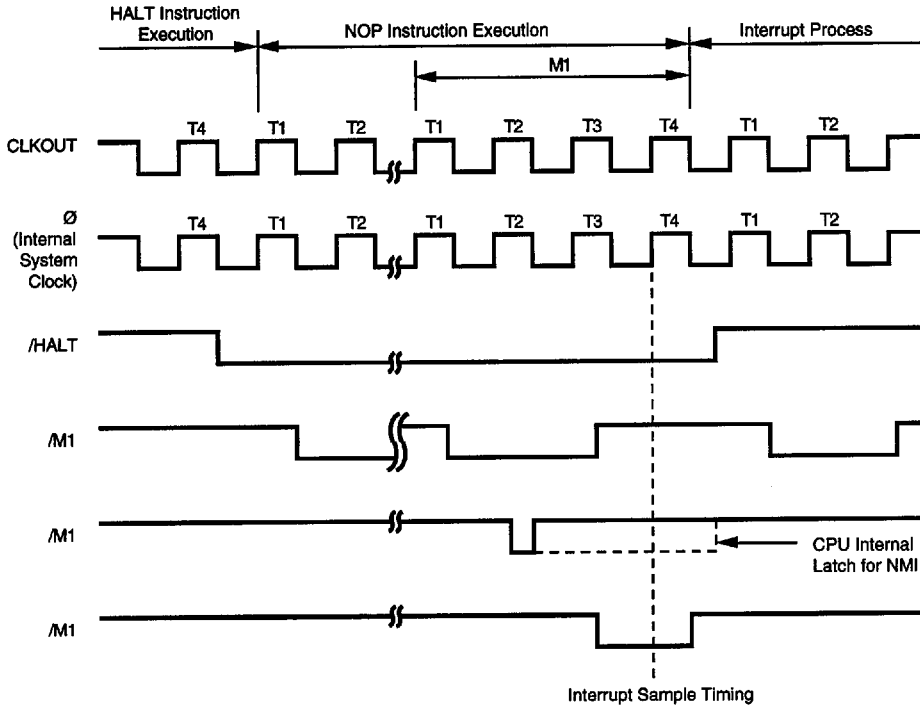 HALT Instruction
Execution
NOP Instruction Execution
Interrupt Process
M1
T4 T1 T2 T1 T2 T3 T4 T1 T2
CLKOUT
Ø
(Internal
System
Clock)
T4 T1 T2 T1 T2 T3 T4 T1 T2
/HALT
/M1
/M1
CPU Internal
Latch for NMI
/M1
Interrupt Sample Timing